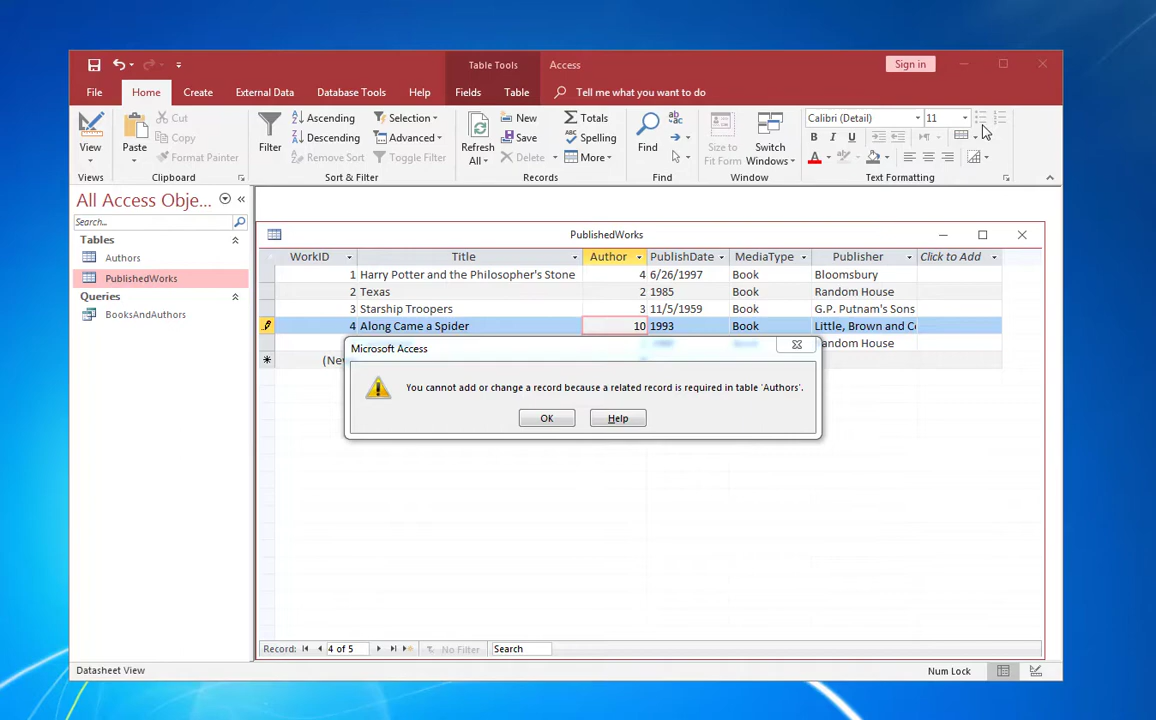 Table Tools Access Sign in
File Home Create External Data Database Tools Help Fields Table Tell me what you want to do
View Paste Cut Copy Format Painter Filter Ascending Descending Remove Sort Selection Advanced Toggle Filter Refresh All New Save Delete Totals Spelling More Find ab ac Size to Fit Form Switch Windows Calibri (Detail) 11 B I U A
Views Clipboard Sort & Filter Records Find Window Text Formatting
All Access Obje...
Search...
Tables
Authors
PublishedWorks
Queries
BooksAndAuthors
PublishedWorks
WorkID Title Author PublishDate MediaType Publisher Click to Add
1 Harry Potter and the Philosopher's Stone 4 6/26/1997 Book Bloomsbury
2 Texas 2 1985 Book Random House
3 Starship Troopers 3 11/5/1959 Book G.P. Putnam's Sons
4 Along Came a Spider 10 1993 Book Little, Brown and Co
Random House
(Nev
Microsoft Access
You cannot add or change a record because a related record is required in table 'Authors'.
OK Help
Record: 4 of 5 No Filter Search
Datasheet View Num Lock